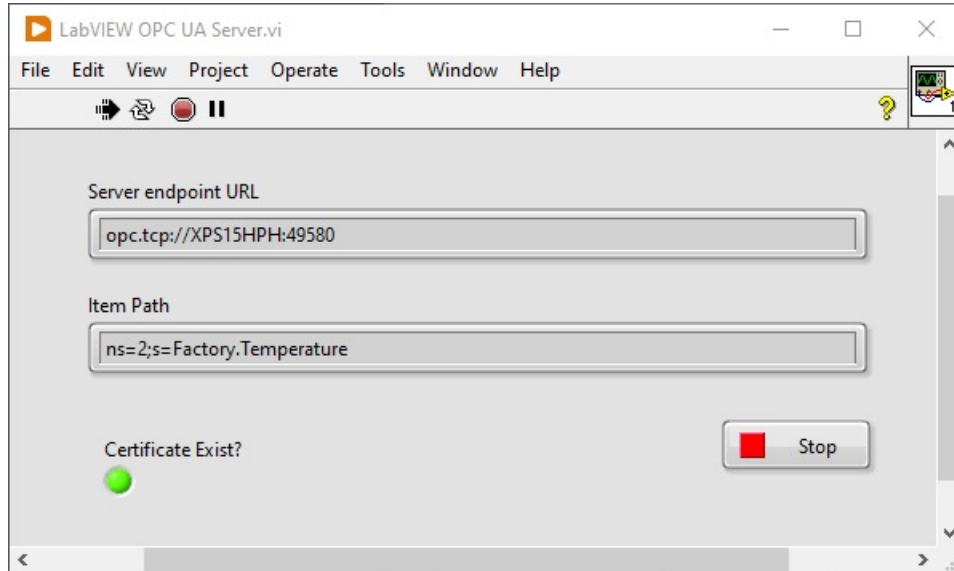 LabVIEW OPC UA Server.vi
File Edit View Project Operate Tools Window Help
Server endpoint URL
opc.tcp://XPS15HPH:49580
Item Path
ns=2;s=Factory.Temperature
Certificate Exist?
Stop